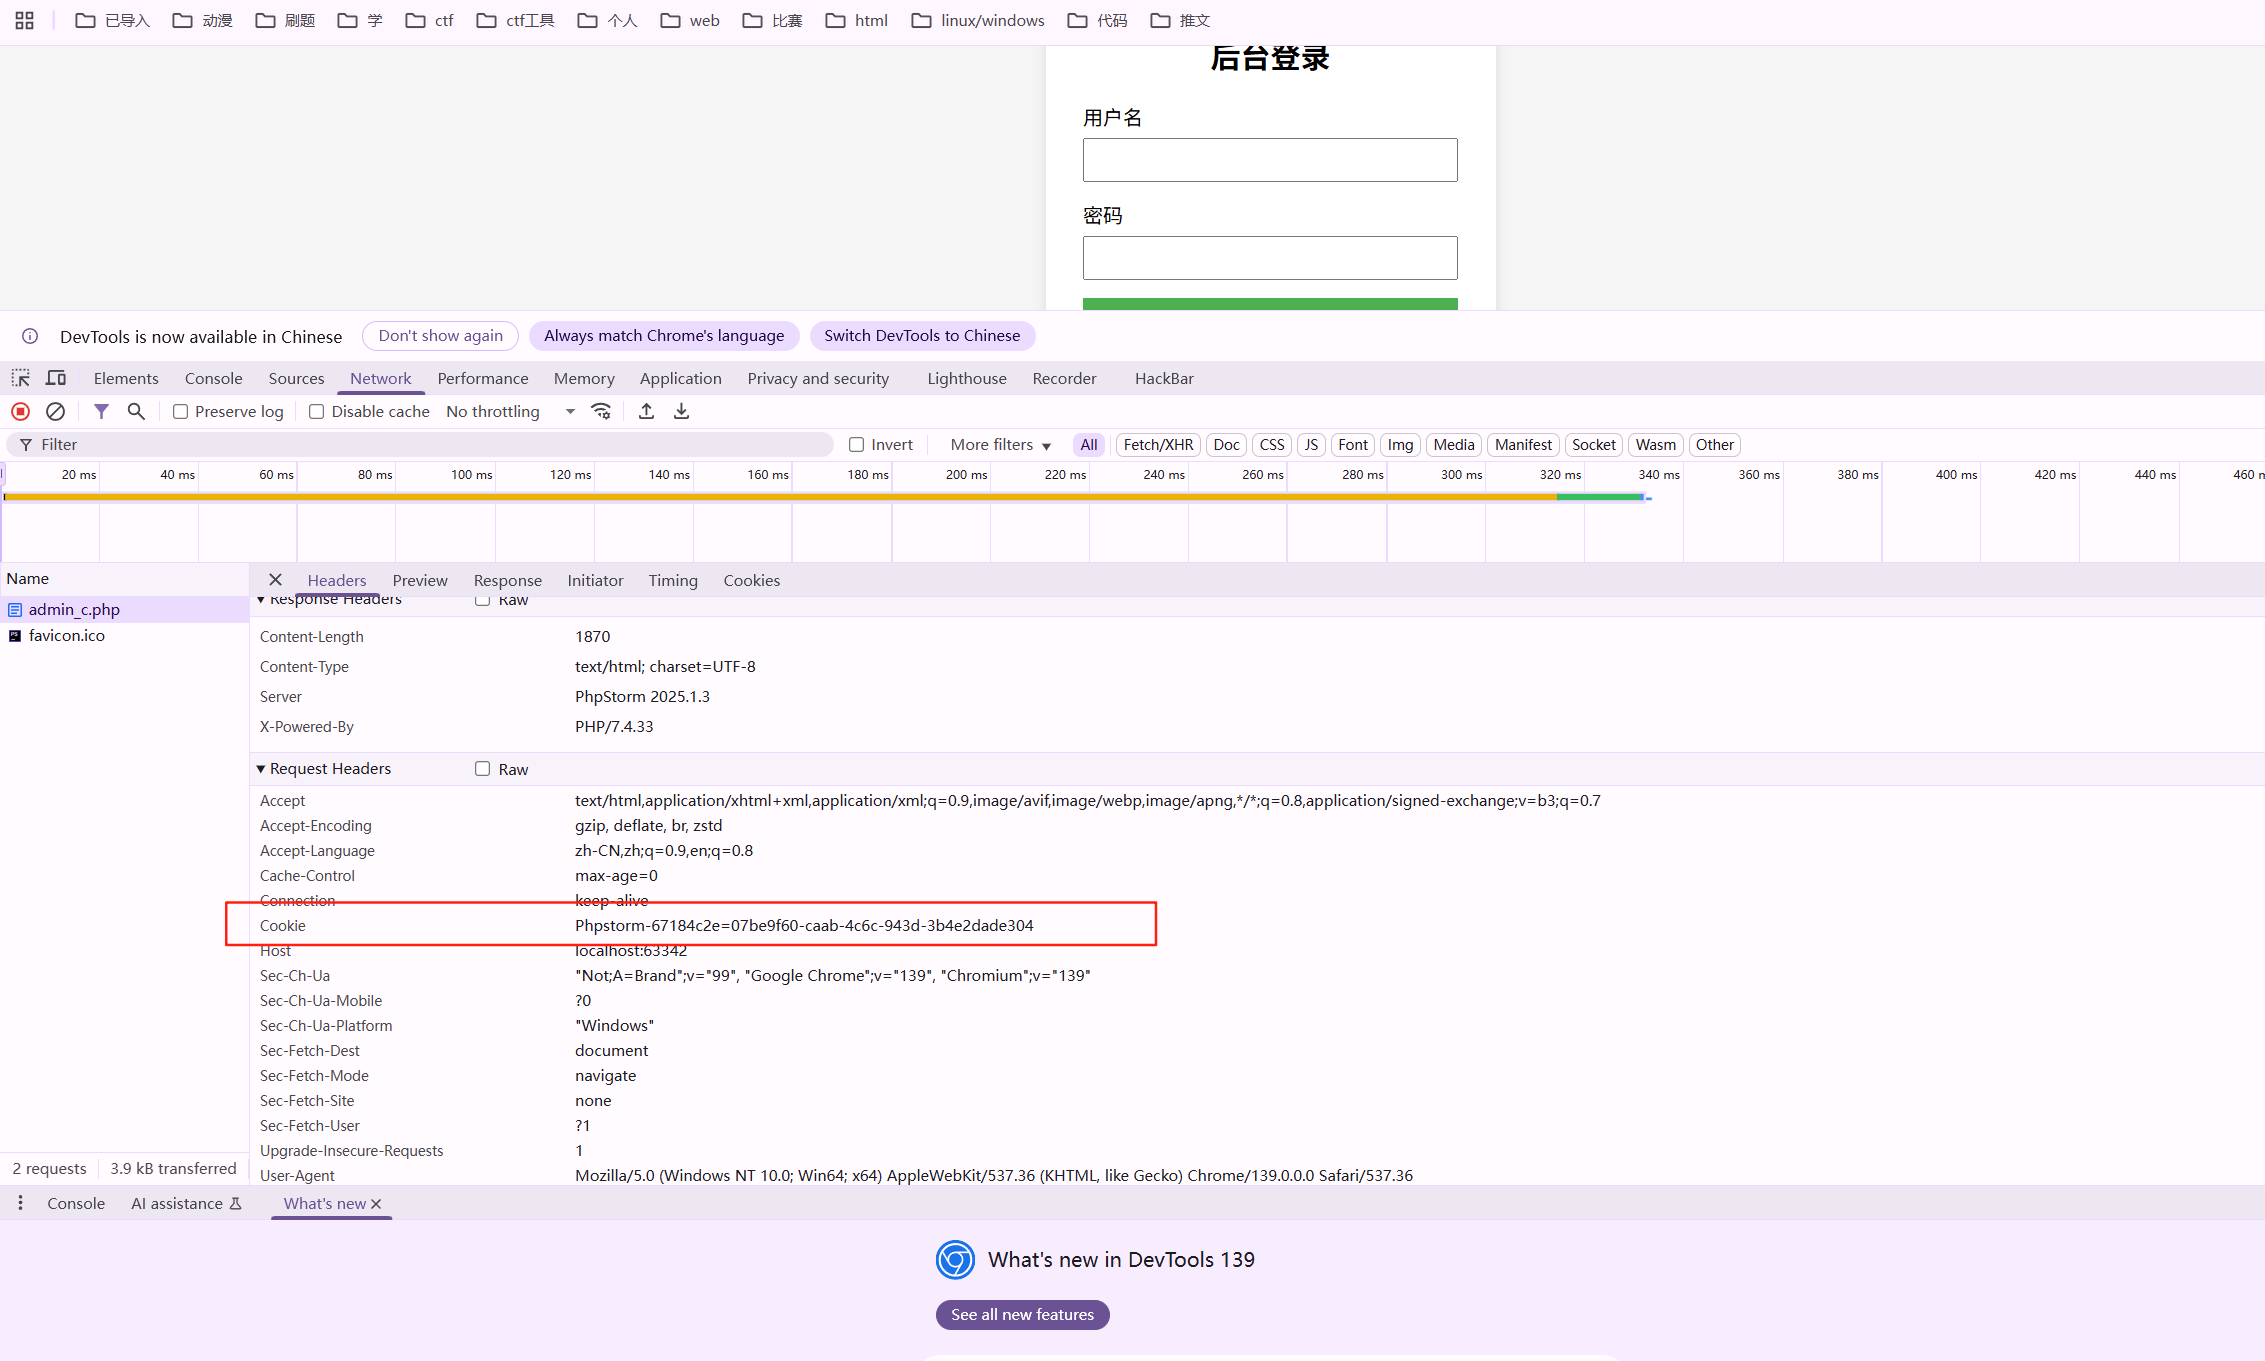 已导入 动漫 刷题 学 ctf ctf工具 个人 web 比赛 html linux/windows 代码 推文
后台登录
用户名
密码
DevTools is now available in Chinese Don't show again Always match Chrome's language Switch DevTools to Chinese
Elements Console Sources Network Performance Memory Application Privacy and security Lighthouse Recorder HackBar
Preserve log Disable cache No throttling
Filter Invert More filters All Fetch/XHR Doc CSS JS Font Img Media Manifest Socket Wasm Other
20 ms 40 ms 60 ms 80 ms 100 ms 120 ms 140 ms 160 ms 180 ms 200 ms 220 ms 240 ms 260 ms 280 ms 300 ms 320 ms 340 ms 360 ms 380 ms 400 ms 420 ms 440 ms 460 m
Name Headers Preview Response Initiator Timing Cookies
admin_c.php
favicon.ico
Response Headers Raw
Content-Length 1870
Content-Type text/html; charset=UTF-8
Server PhpStorm 2025.1.3
X-Powered-By PHP/7.4.33
Request Headers Raw
Accept text/html,application/xhtml+xml,application/xml;q=0.9,image/avif,image/webp,image/apng,*/*;q=0.8,application/signed-exchange;v=b3;q=0.7
Accept-Encoding gzip, deflate, br, zstd
Accept-Language zh-CN,zh;q=0.9,en;q=0.8
Cache-Control max-age=0
Connection keep-alive
Cookie Phpstorm-67184c2e=07be9f60-caab-4c6c-943d-3b4e2dade304
Host localhost:63342
Sec-Ch-Ua "Not;A=Brand";v="99", "Google Chrome";v="139", "Chromium";v="139"
Sec-Ch-Ua-Mobile ?0
Sec-Ch-Ua-Platform "Windows"
Sec-Fetch-Dest document
Sec-Fetch-Mode navigate
Sec-Fetch-Site none
Sec-Fetch-User ?1
Upgrade-Insecure-Requests 1
User-Agent Mozilla/5.0 (Windows NT 10.0; Win64; x64) AppleWebKit/537.36 (KHTML, like Gecko) Chrome/139.0.0.0 Safari/537.36
2 requests 3.9 kB transferred
Console AI assistance What's new
What's new in DevTools 139
See all new features